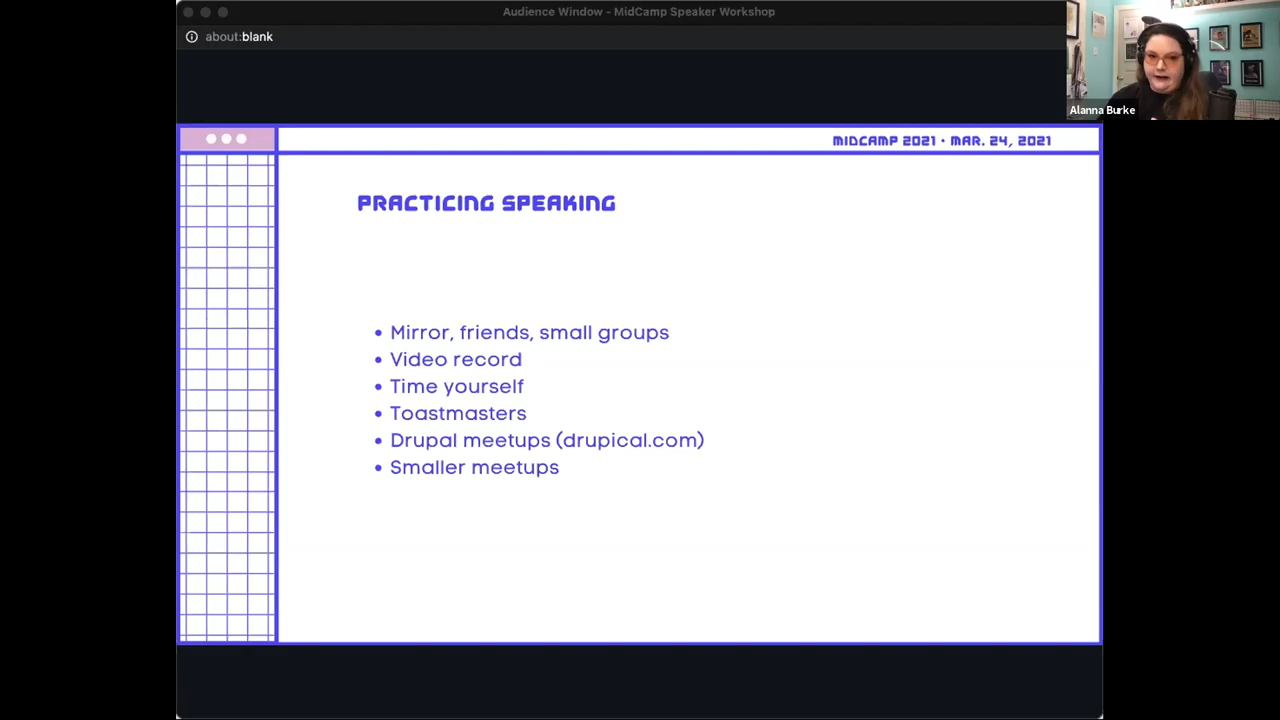 Audience Window - MidCamp Speaker Workshop
about:blank
Alanna Burke
MIDCAMP 2021 • MAR. 24, 2021
PRACTICING SPEAKING
• Mirror, friends, small groups
• Video record
• Time yourself
• Toastmasters
• Drupal meetups (drupical.com)
• Smaller meetups